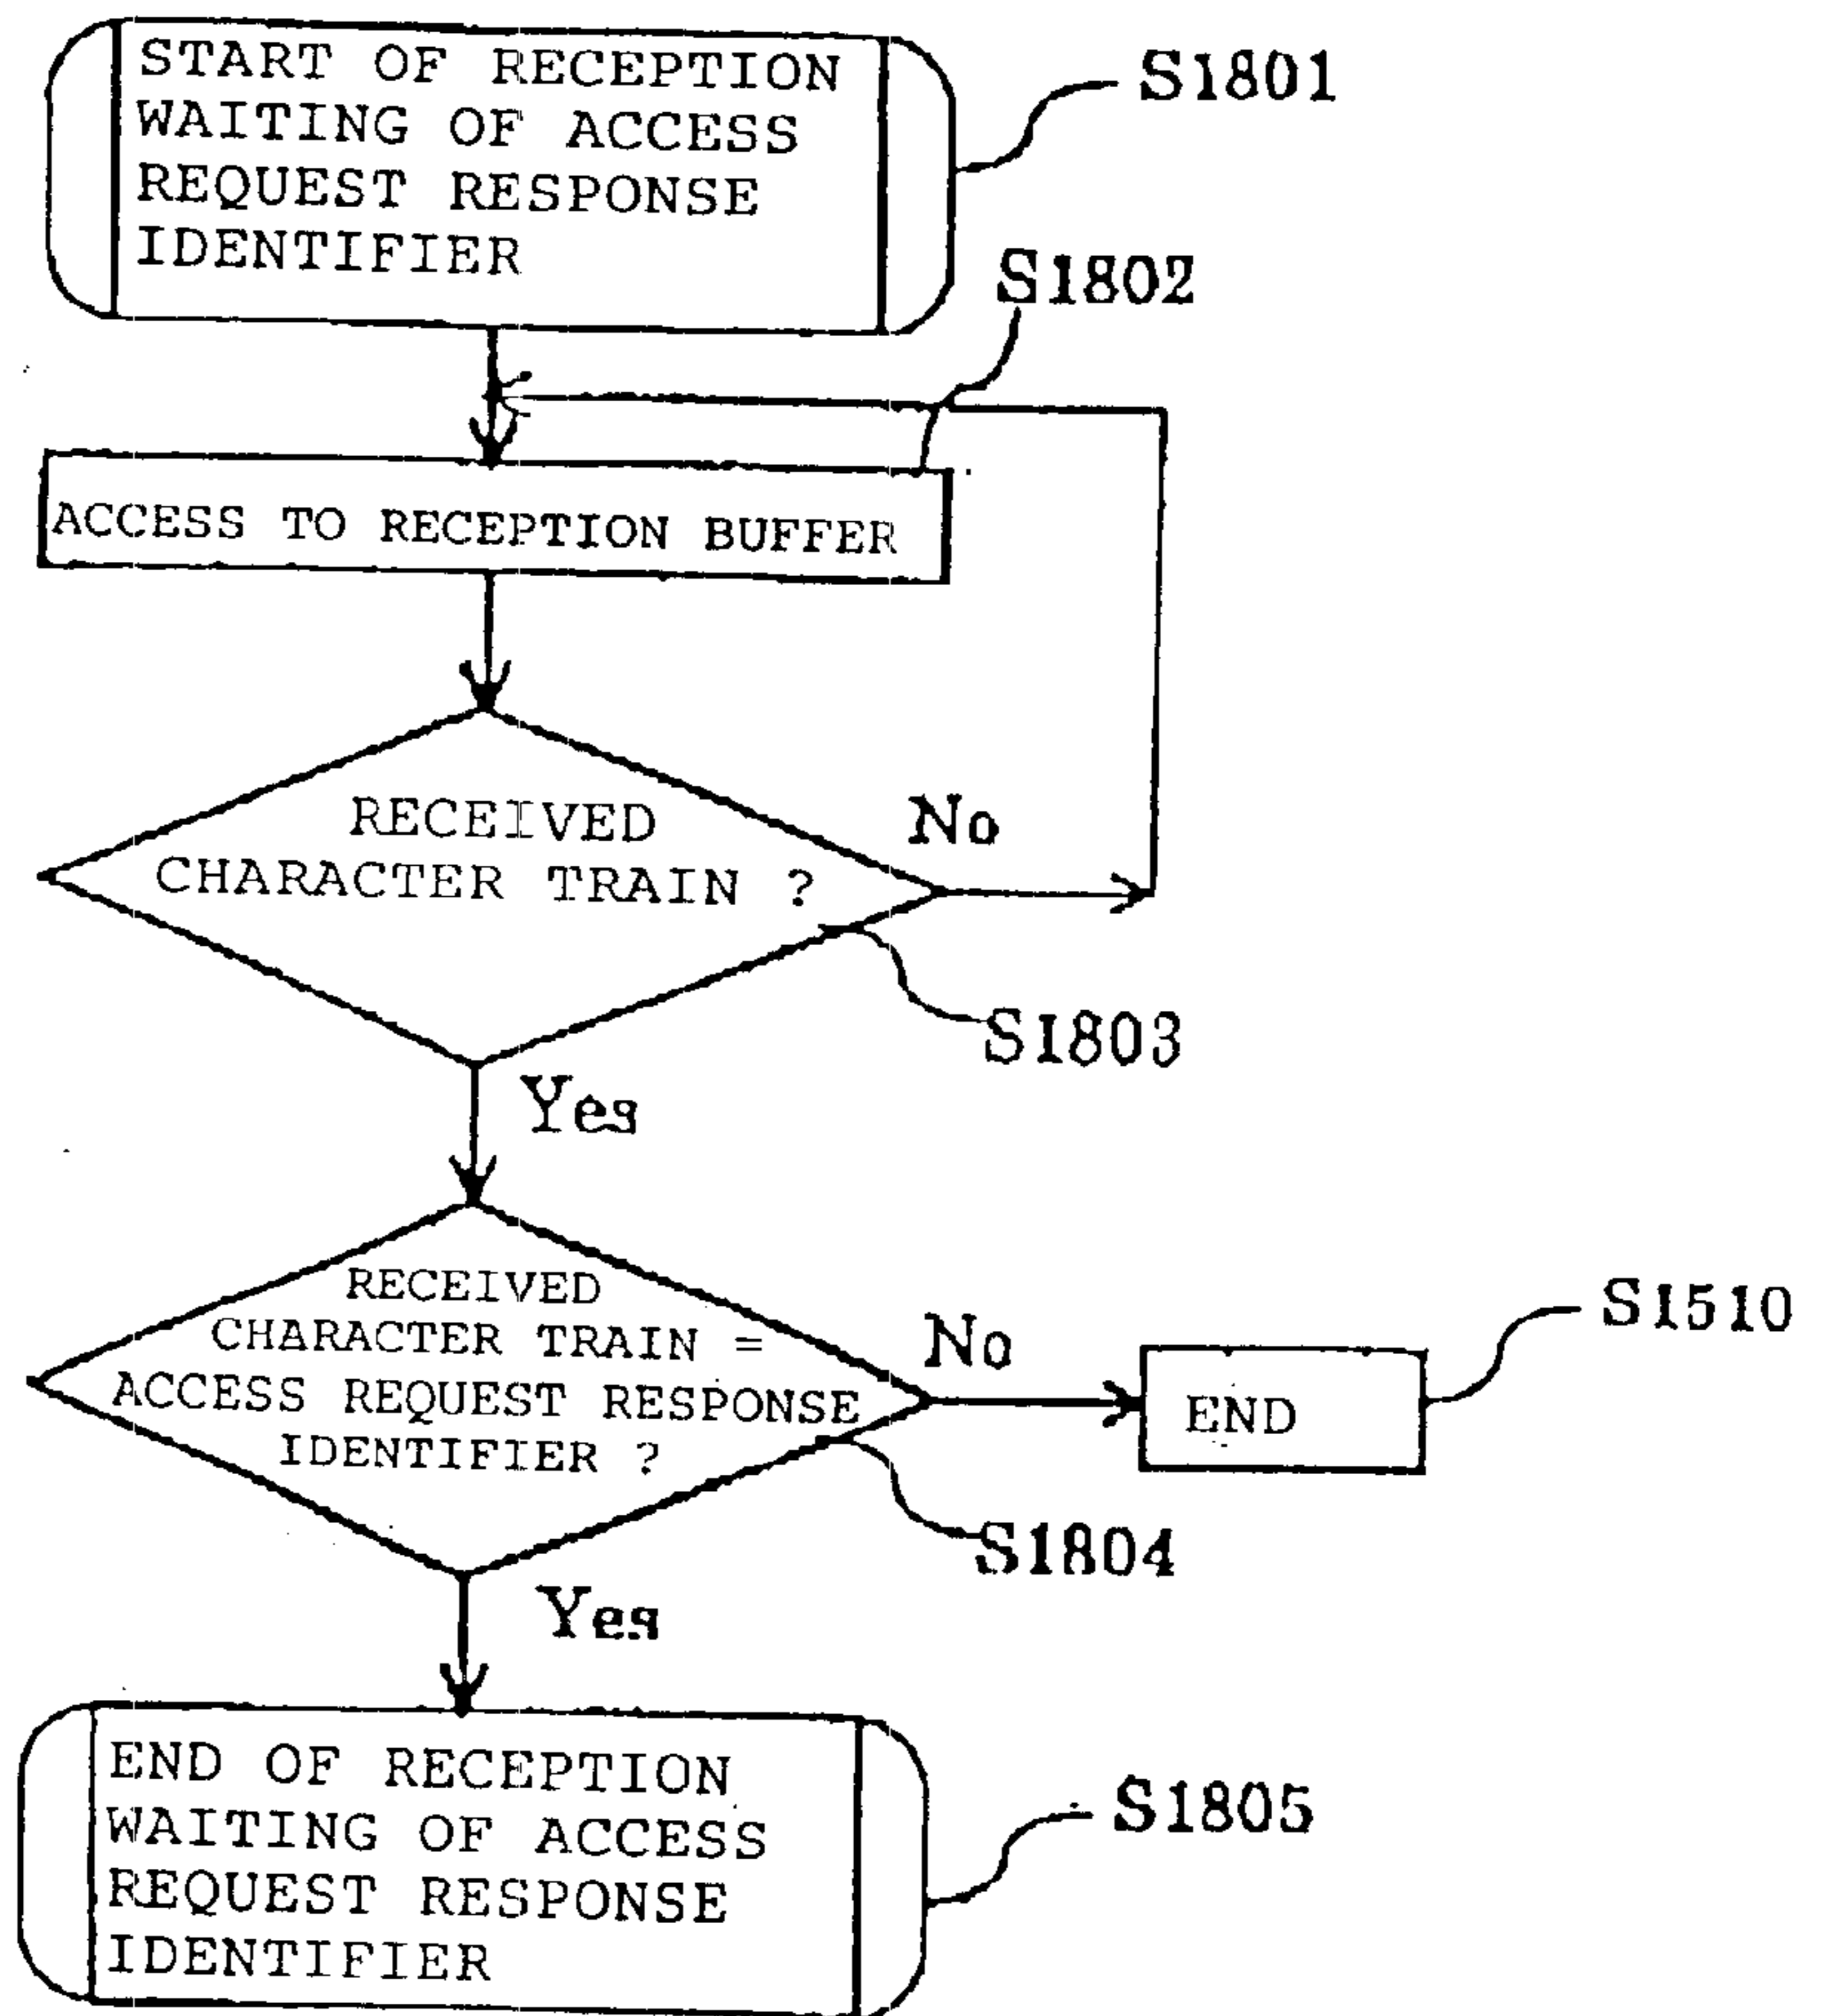 START OF RECEPTION
WAITING OF ACCESS
REQUEST RESPONSE
IDENTIFIER
S1801
S1802
ACCESS TO RECEPTION BUFFER
RECEIVED
CHARACTER TRAIN ?
No
S1803
Yes
RECEIVED
CHARACTER TRAIN =
ACCESS REQUEST RESPONSE
IDENTIFIER ?
No
END
S1510
S1804
Yes
END OF RECEPTION
WAITING OF ACCESS
REQUEST RESPONSE
IDENTIFIER
S1805